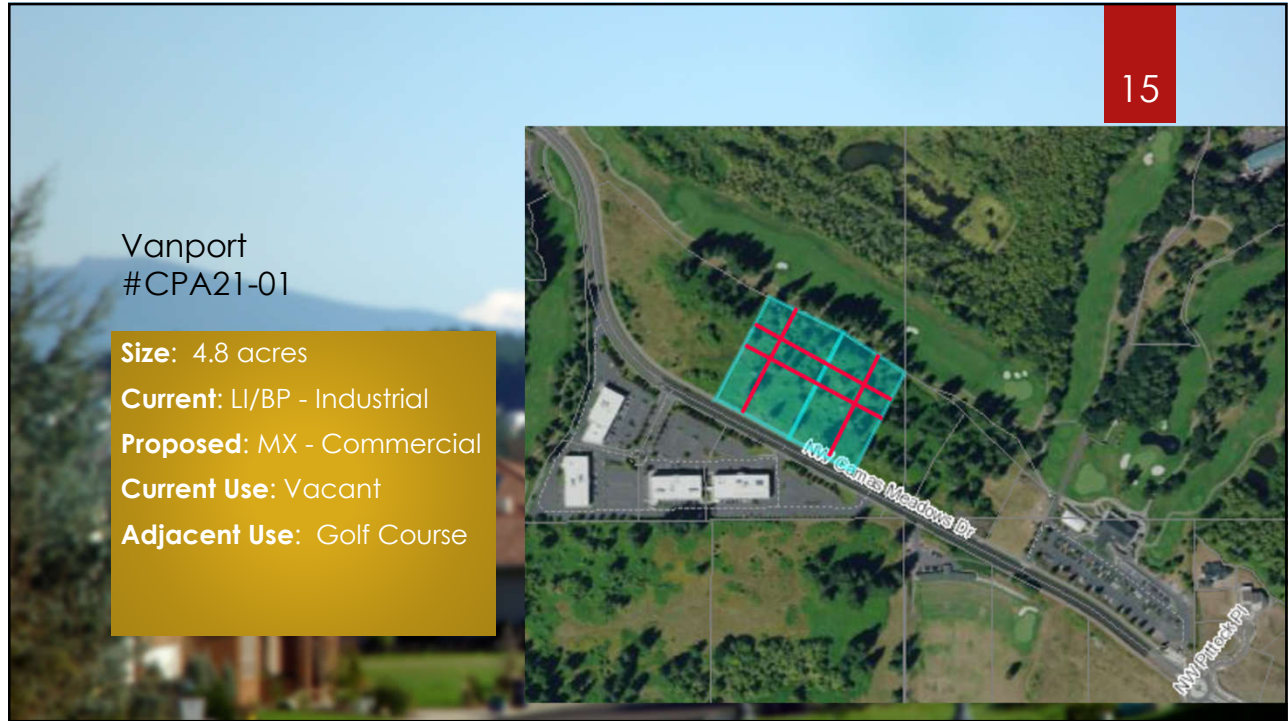 15
Vanport
#CPA21-01
Size: 4.8 acres
Current: LI/BP - Industrial
Proposed: MX - Commercial
Current Use: Vacant
Adjacent Use: Golf Course
NW Camas Meadows Dr
NW Pittock Pl